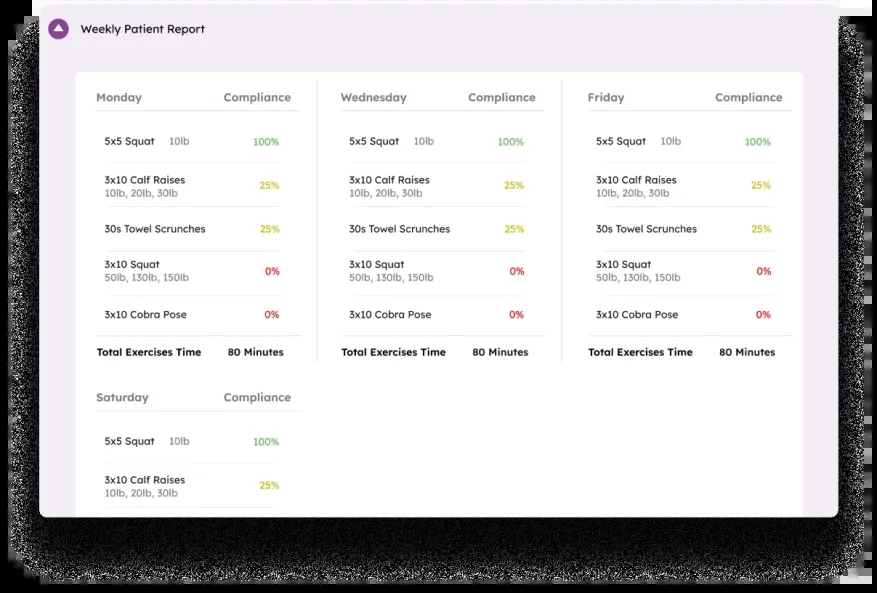 Weekly Patient Report
Monday Compliance
5x5 Squat 10lb 100%
3x10 Calf Raises
10lb, 20lb, 30lb
25%
30s Towel Scrunches 25%
3x10 Squat
50lb, 130lb, 150lb
0%
3x10 Cobra Pose 0%
Total Exercises Time 80 Minutes
Wednesday Compliance
5x5 Squat 10lb 100%
3x10 Calf Raises
10lb, 20lb, 30lb
25%
30s Towel Scrunches 25%
3x10 Squat
50lb, 130lb, 150lb
0%
3x10 Cobra Pose 0%
Total Exercises Time 80 Minutes
Friday Compliance
5x5 Squat 10lb 100%
3x10 Calf Raises
10lb, 20lb, 30lb
25%
30s Towel Scrunches 25%
3x10 Squat
50lb, 130lb, 150lb
0%
3x10 Cobra Pose 0%
Total Exercises Time 80 Minutes
Saturday Compliance
5x5 Squat 10lb 100%
3x10 Calf Raises
10lb, 20lb, 30lb
25%